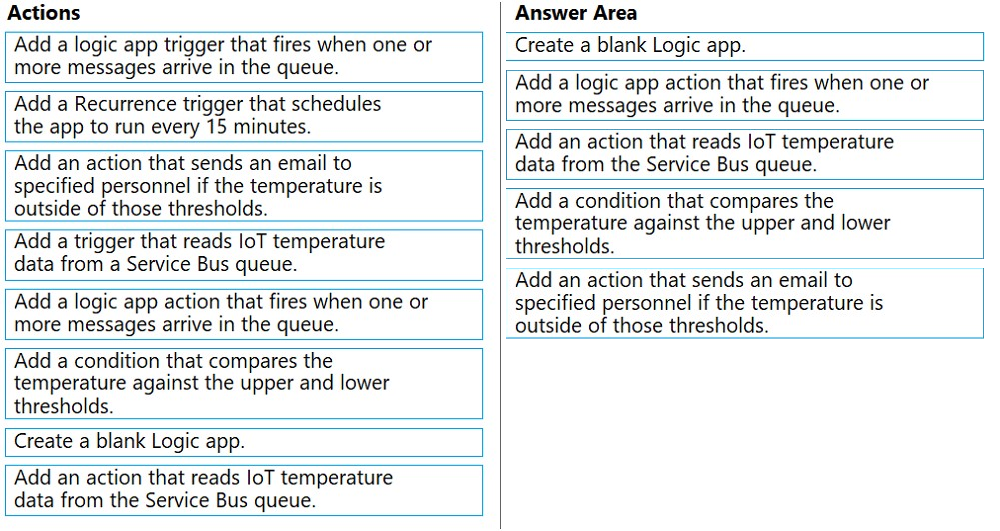 Actions
Add a logic app trigger that fires when one or
more messages arrive in the queue.
Add a Recurrence trigger that schedules
the app to run every 15 minutes.
Add an action that sends an email to
specified personnel if the temperature is
outside of those thresholds.
Add a trigger that reads IoT temperature
data from a Service Bus queue.
Add a logic app action that fires when one or
more messages arrive in the queue.
Add a condition that compares the
temperature against the upper and lower
thresholds.
Create a blank Logic app.
Add an action that reads IoT temperature
data from the Service Bus queue.
Answer Area
Create a blank Logic app.
Add a logic app action that fires when one or
more messages arrive in the queue.
Add an action that reads IoT temperature
data from the Service Bus queue.
Add a condition that compares the
temperature against the upper and lower
thresholds.
Add an action that sends an email to
specified personnel if the temperature is
outside of those thresholds.